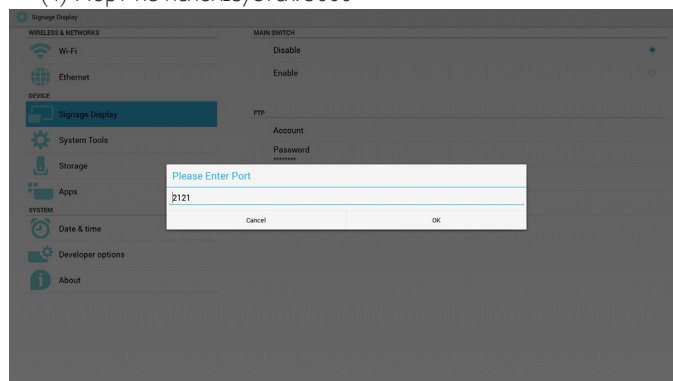 Signage Display
WIRELESS & NETWORKS
Wi-Fi
Ethernet
DEVICE
Signage Display
System Tools
Storage
Apps
SYSTEM
Date & time
Developer options
About
MAIN SWITCH
Disable
Enable
FTP
Account
Password
********
Please Enter Port
2121
Cancel
OK